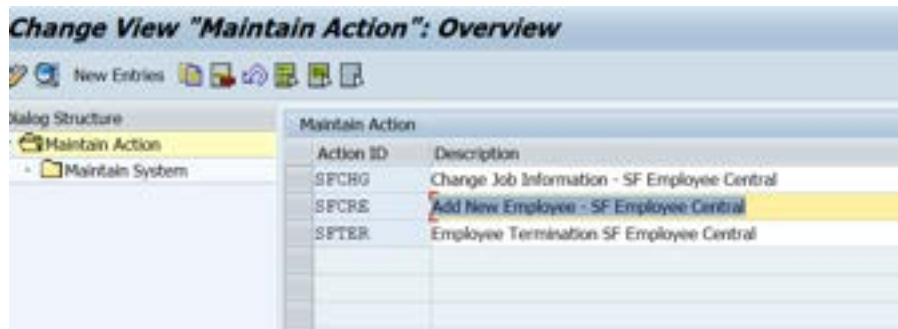 Change View "Maintain Action": Overview
New Entries
Dialog Structure
Maintain Action
Maintain System
Maintain Action
Action ID Description
SFCHG Change Job Information - SF Employee Central
SFCRE Add New Employee - SF Employee Central
SFTER Employee Termination SF Employee Central